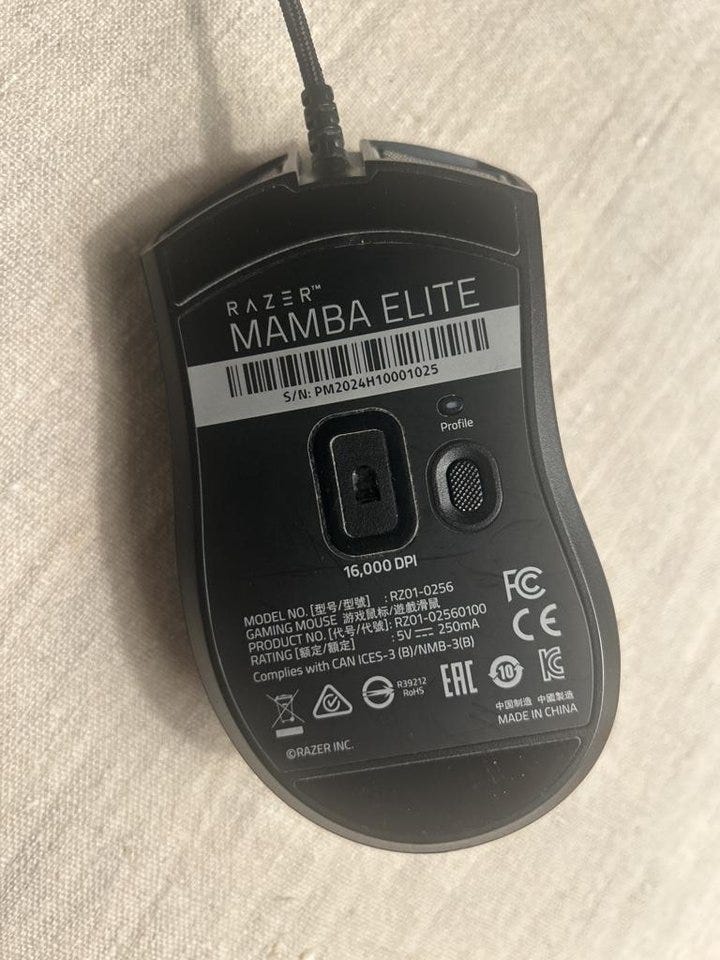 RAZER™
MAMBA ELITE
S/N: PM2024H10001025
Profile
16,000 DPI
MODEL NO. [型号/型號] : RZ01-0256
GAMING MOUSE 游戏鼠标/遊戲滑鼠
PRODUCT NO. [代号/代號]: RZ01-02560100
RATING [额定/額定] : 5V⎓ 250mA
Complies with CAN ICES-3 (B)/NMB-3(B)
FC
CE
R39212
RoHS
EAC
10
中国制造 中國製造
MADE IN CHINA
©RAZER INC.